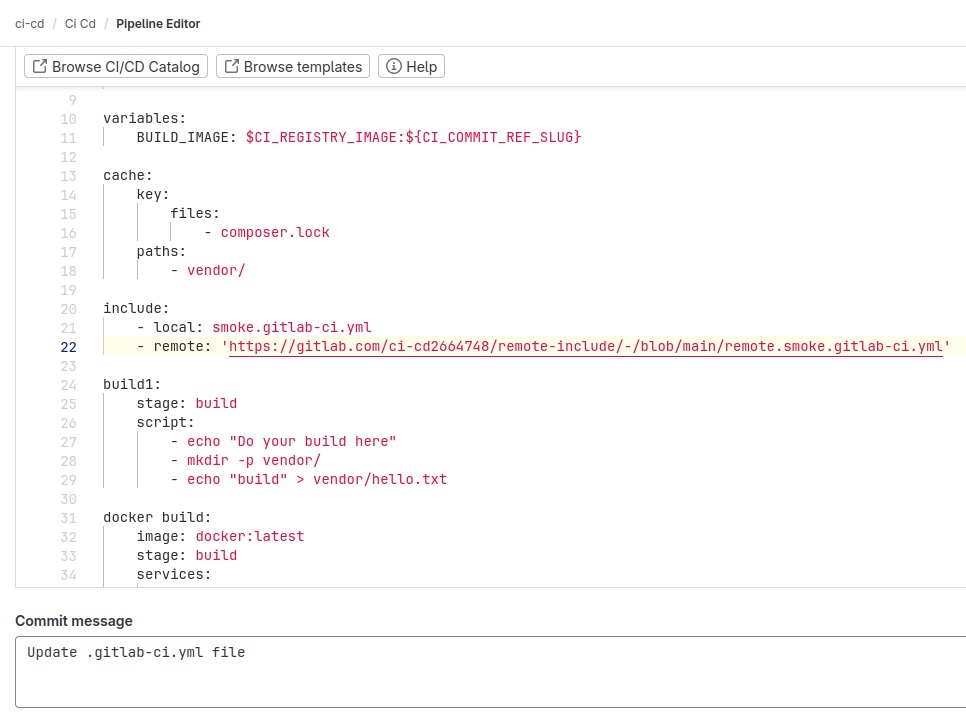 ci-cd / Ci Cd / Pipeline Editor
Browse CI/CD Catalog Browse templates Help
9
10 variables:
11     BUILD_IMAGE: $CI_REGISTRY_IMAGE:${CI_COMMIT_REF_SLUG}
12
13 cache:
14     key:
15         files:
16             - composer.lock
17     paths:
18         - vendor/
19
20 include:
21     - local: smoke.gitlab-ci.yml
22     - remote: 'https://gitlab.com/ci-cd2664748/remote-include/-/blob/main/remote.smoke.gitlab-ci.yml'
23
24 build1:
25     stage: build
26     script:
27         - echo "Do your build here"
28         - mkdir -p vendor/
29         - echo "build" > vendor/hello.txt
30
31 docker build:
32     image: docker:latest
33     stage: build
34     services:
Commit message
Update .gitlab-ci.yml file